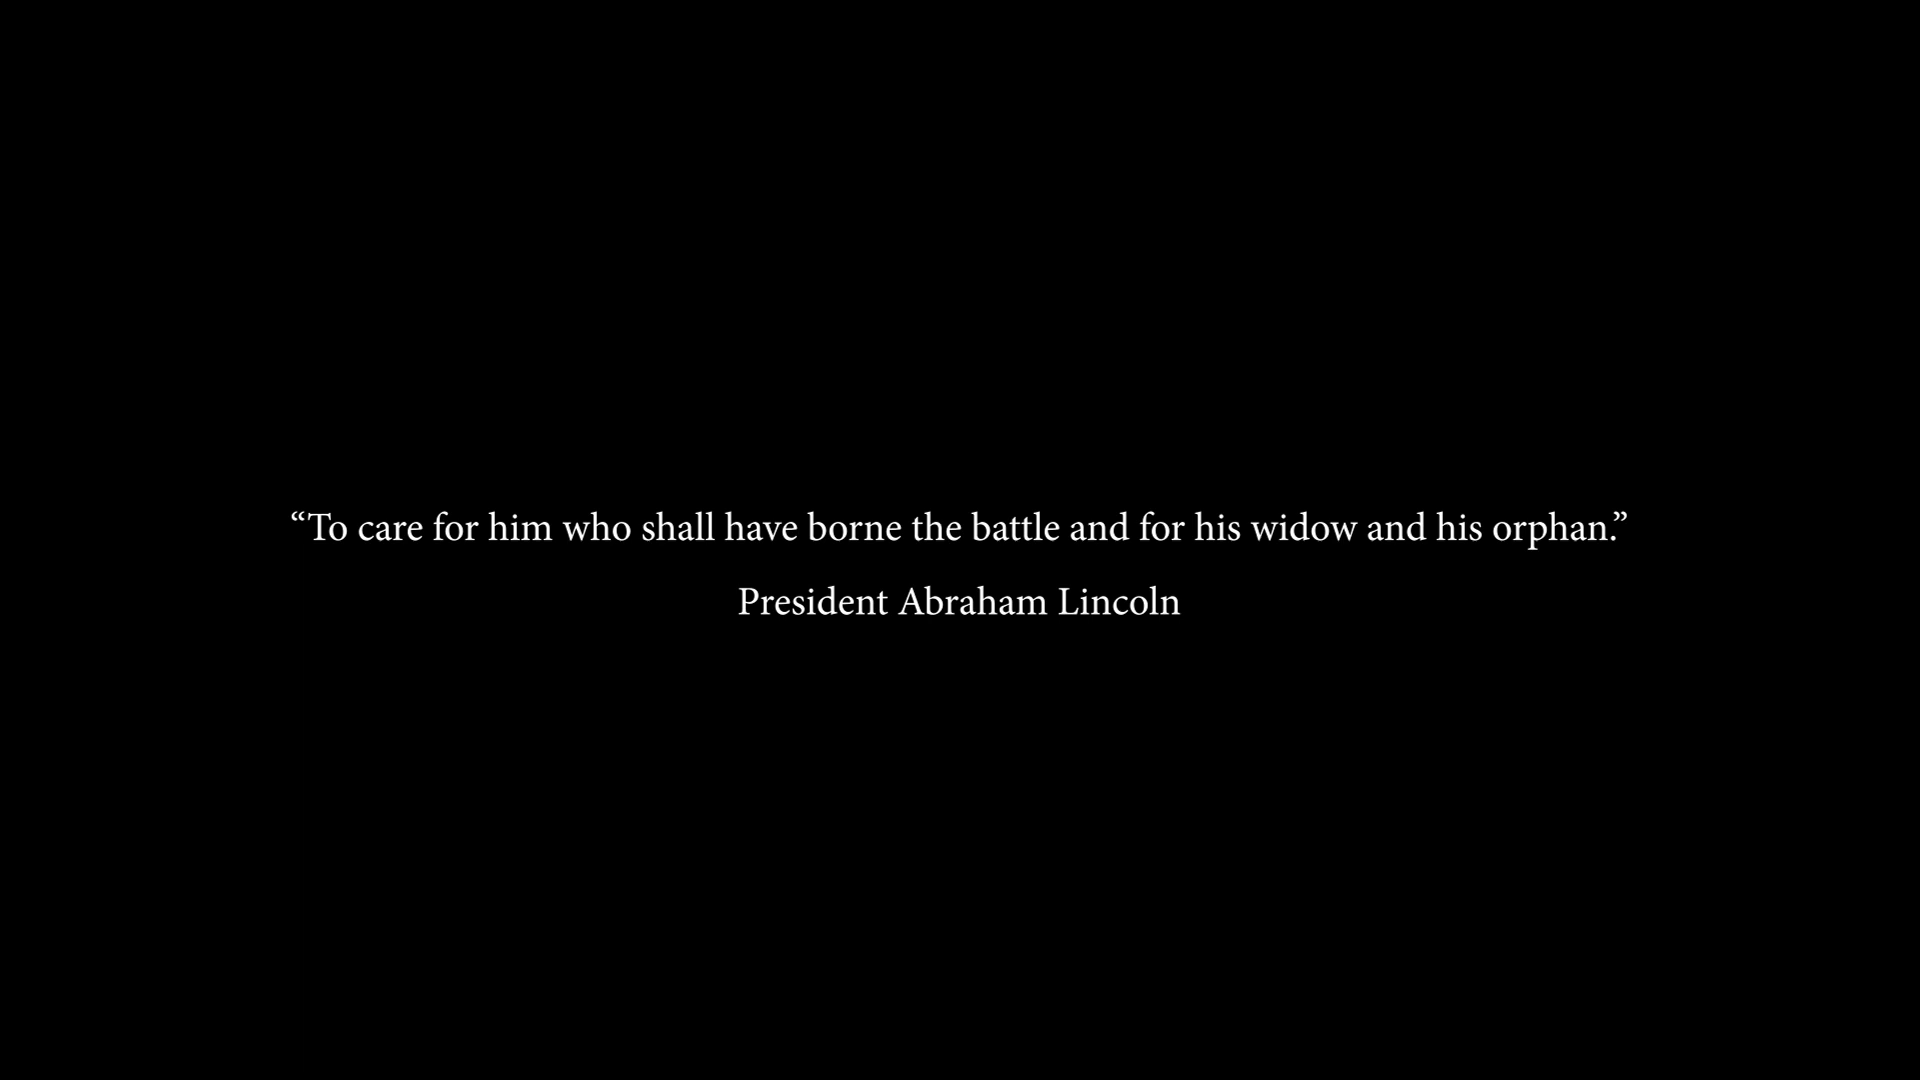 “To care for him who shall have borne the battle and for his widow and his orphan.”
President Abraham Lincoln